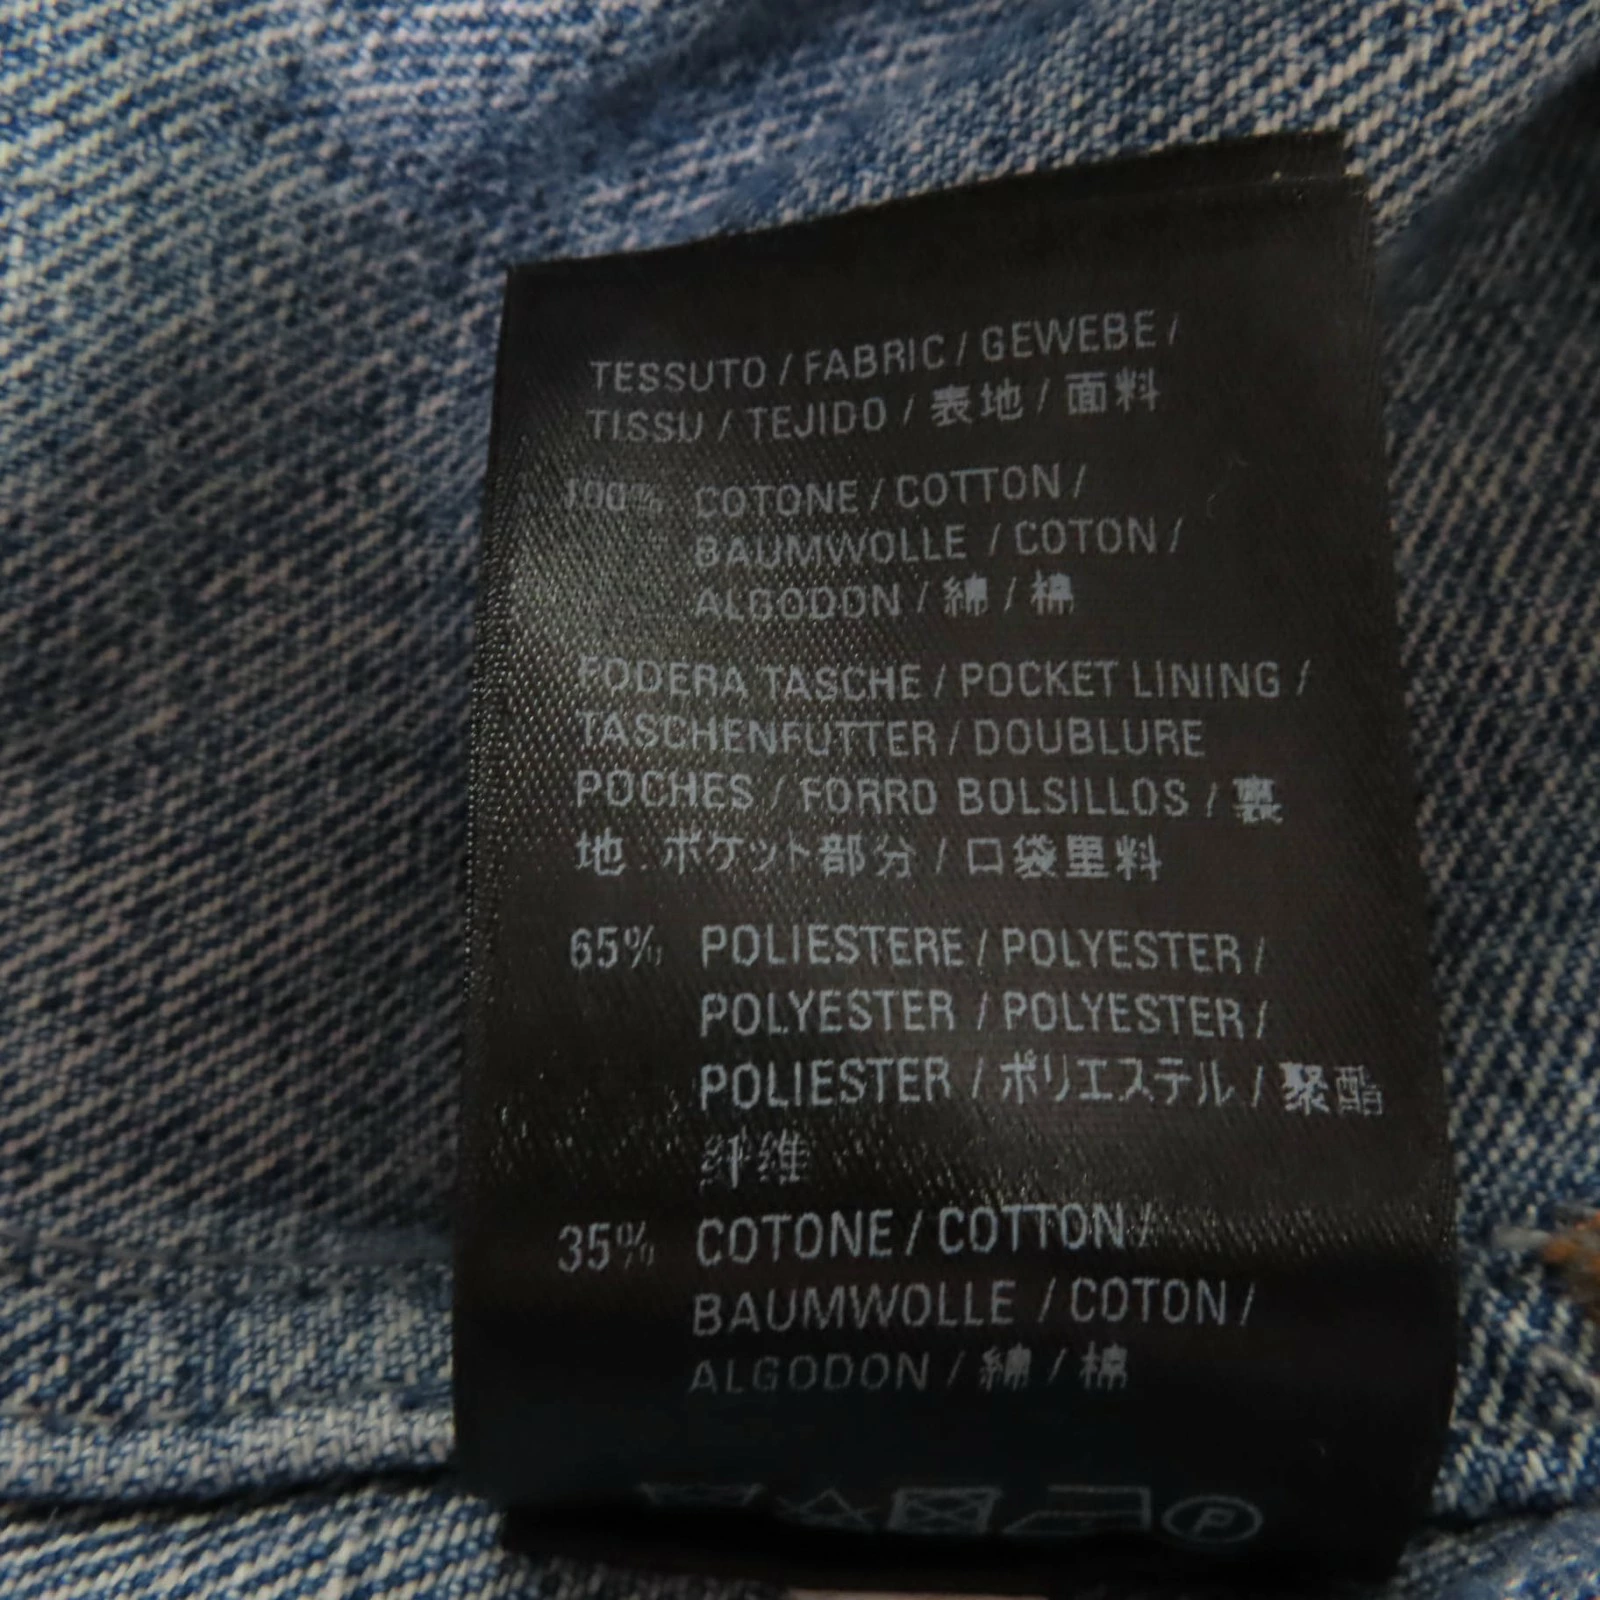 TESSUTO / FABRIC / GEWEBE /
TISSU / TEJIDO / 表地 / 面料
100% COTONE / COTTON /
BAUMWOLLE / COTON /
ALGODON / 綿 / 棉
FODERA TASCHE / POCKET LINING /
TASCHENFUTTER / DOUBLURE
POCHES / FORRO BOLSILLOS / 裏
地 : ポケット部分 / 口袋里料
65% POLIESTERE / POLYESTER /
POLYESTER / POLYESTER /
POLIESTER / ポリエステル / 聚酯
纤维
35% COTONE / COTTON /
BAUMWOLLE / COTON /
ALGODON / 綿 / 棉
P